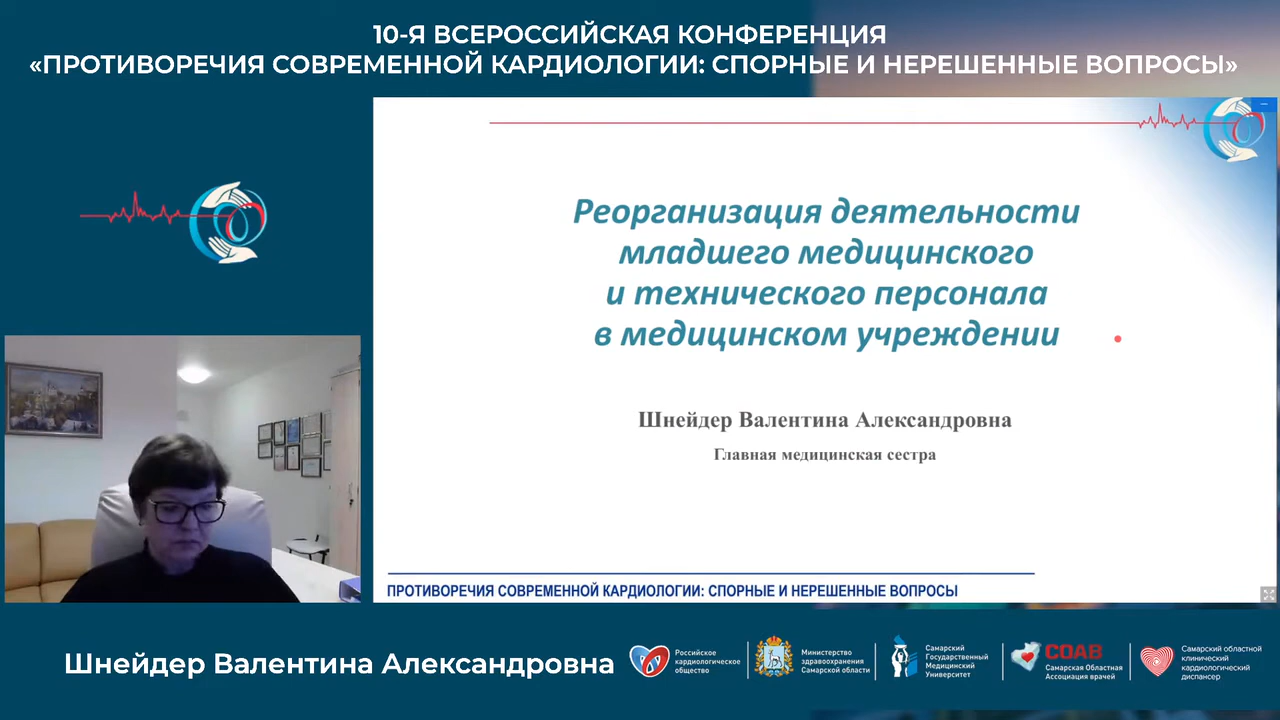 10-Я ВСЕРОССИЙСКАЯ КОНФЕРЕНЦИЯ
«ПРОТИВОРЕЧИЯ СОВРЕМЕННОЙ КАРДИОЛОГИИ: СПОРНЫЕ И НЕРЕШЕННЫЕ ВОПРОСЫ»
Реорганизация деятельности
младшего медицинского
и технического персонала
в медицинском учреждении
Шнейдер Валентина Александровна
Главная медицинская сестра
ПРОТИВОРЕЧИЯ СОВРЕМЕННОЙ КАРДИОЛОГИИ: СПОРНЫЕ И НЕРЕШЕННЫЕ ВОПРОСЫ
Шнейдер Валентина Александровна
Российское
кардиологическое
общество
Министерство
здравоохранения
Самарской области
Самарский
Государственный
Медицинский
Университет
СОАВ
Самарская Областная
Ассоциация врачей
Самарский областной
клинический
кардиологический
диспансер